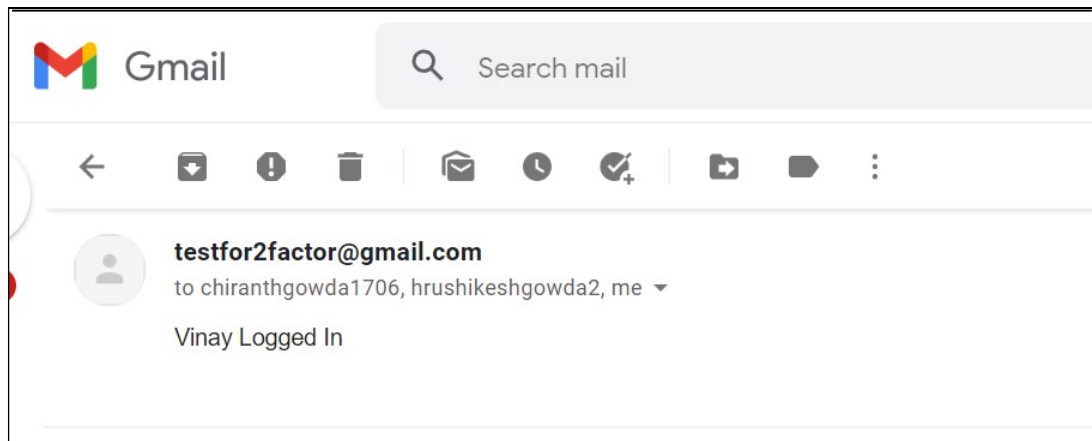 Gmail
Search mail
testfor2factor@gmail.com
to chiranthgowda1706, hrushikeshgowda2, me
Vinay Logged In